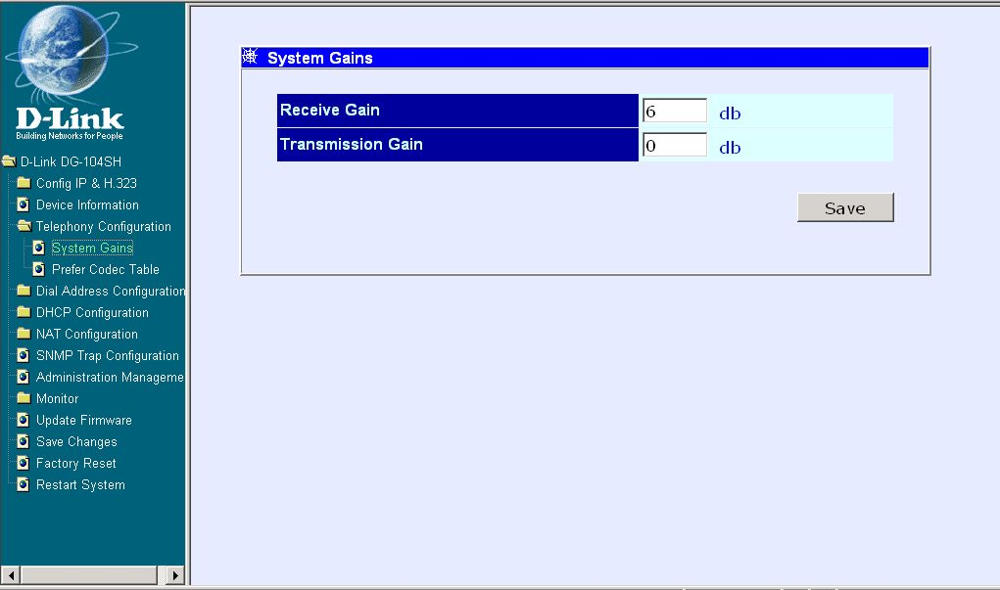 D-Link
Building Networks for People
D-Link DG-104SH
Config IP & H.323
Device Information
Telephony Configuration
System Gains
Prefer Codec Table
Dial Address Configuration
DHCP Configuration
NAT Configuration
SNMP Trap Configuration
Administration Manageme
Monitor
Update Firmware
Save Changes
Factory Reset
Restart System
System Gains
Receive Gain 6 db
Transmission Gain 0 db
Save